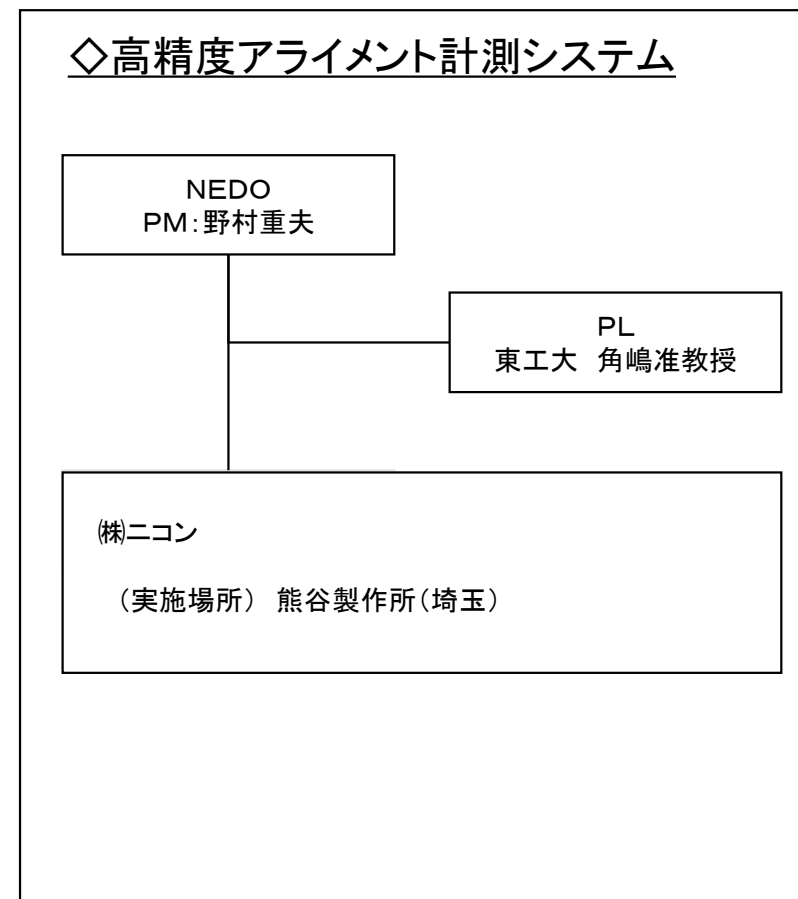 ◇高精度アライメント計測システム
NEDO
PM:野村重夫
PL
東工大 角嶋准教授
㈱ニコン
(実施場所) 熊谷製作所(埼玉)